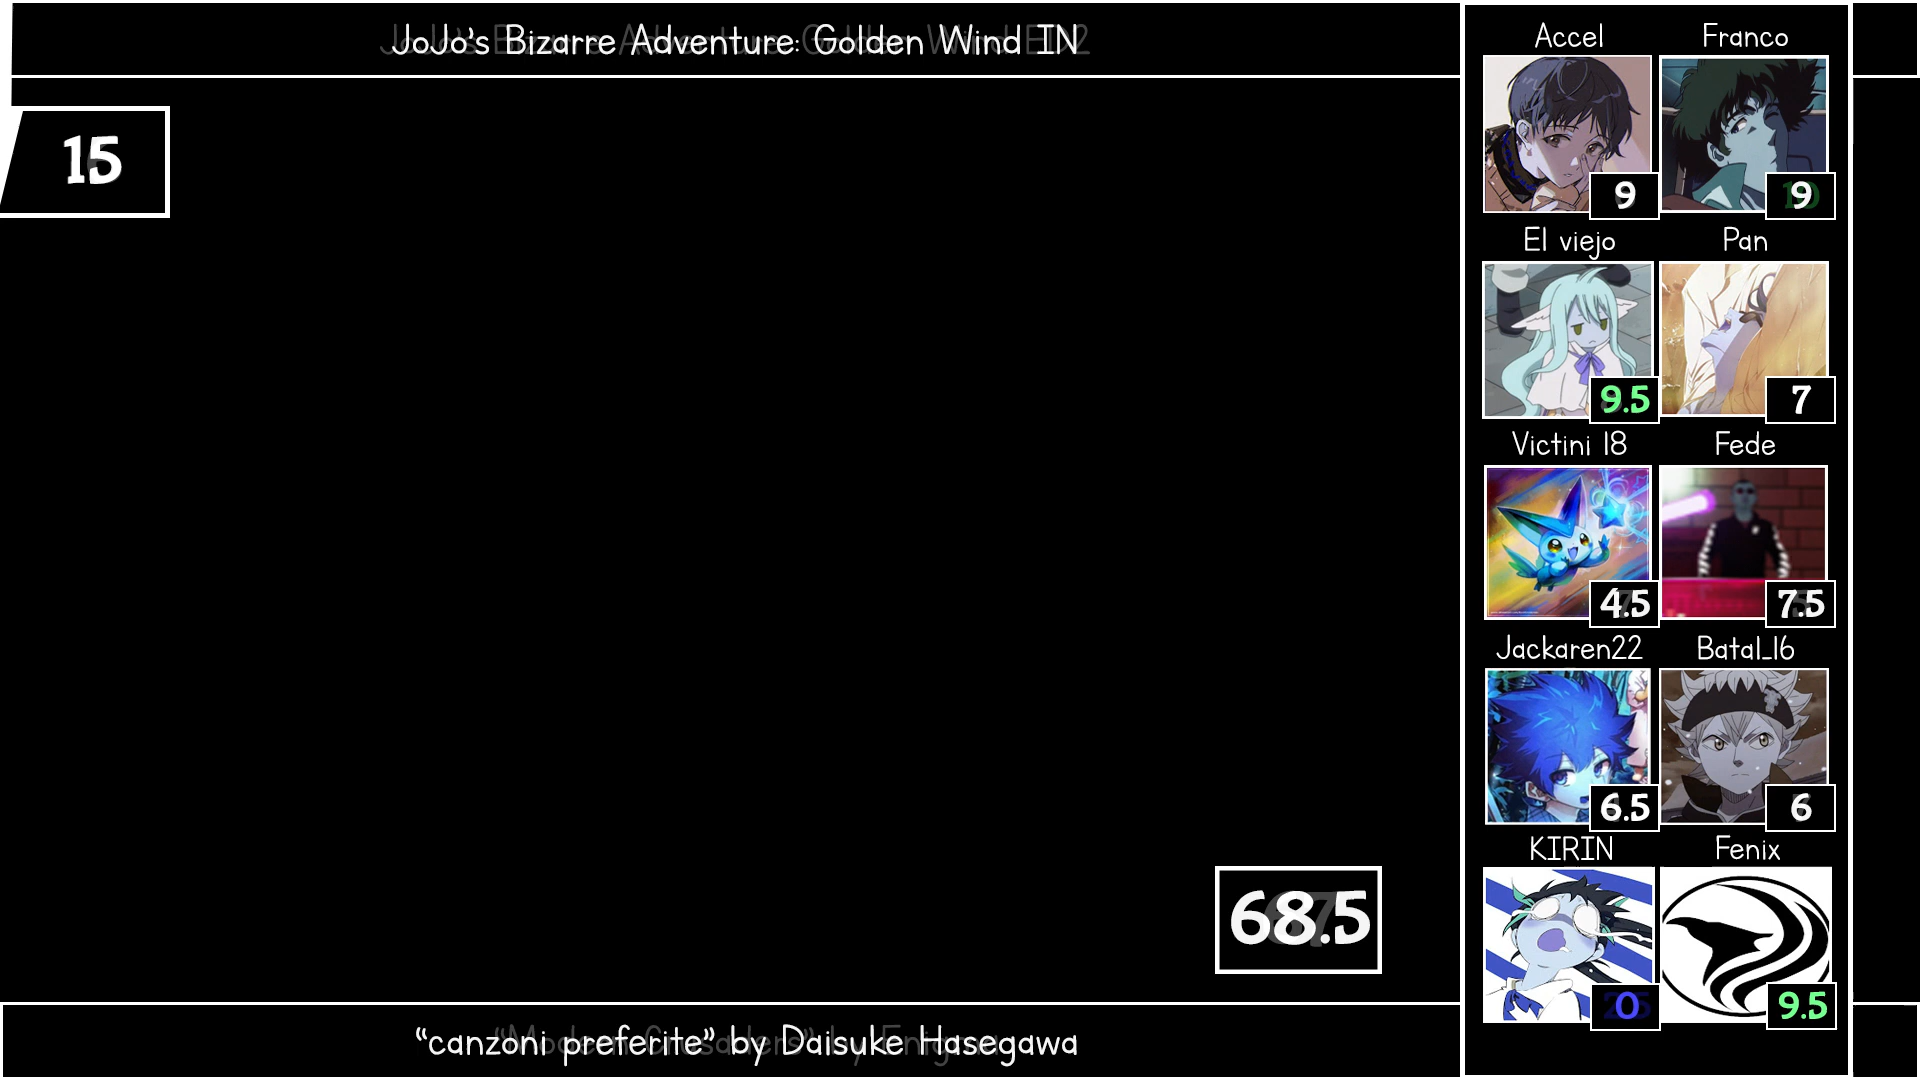 JoJo's Bizarre Adventure: Golden Wind IN
15
Accel
Franco
9
9
El viejo
Pan
9.5
7
Victini 18
Fede
4.5
7.5
Jackaren22
Batal_16
6.5
6
KIRIN
Fenix
0
9.5
68.5
“canzoni preferite” by Daisuke Hasegawa